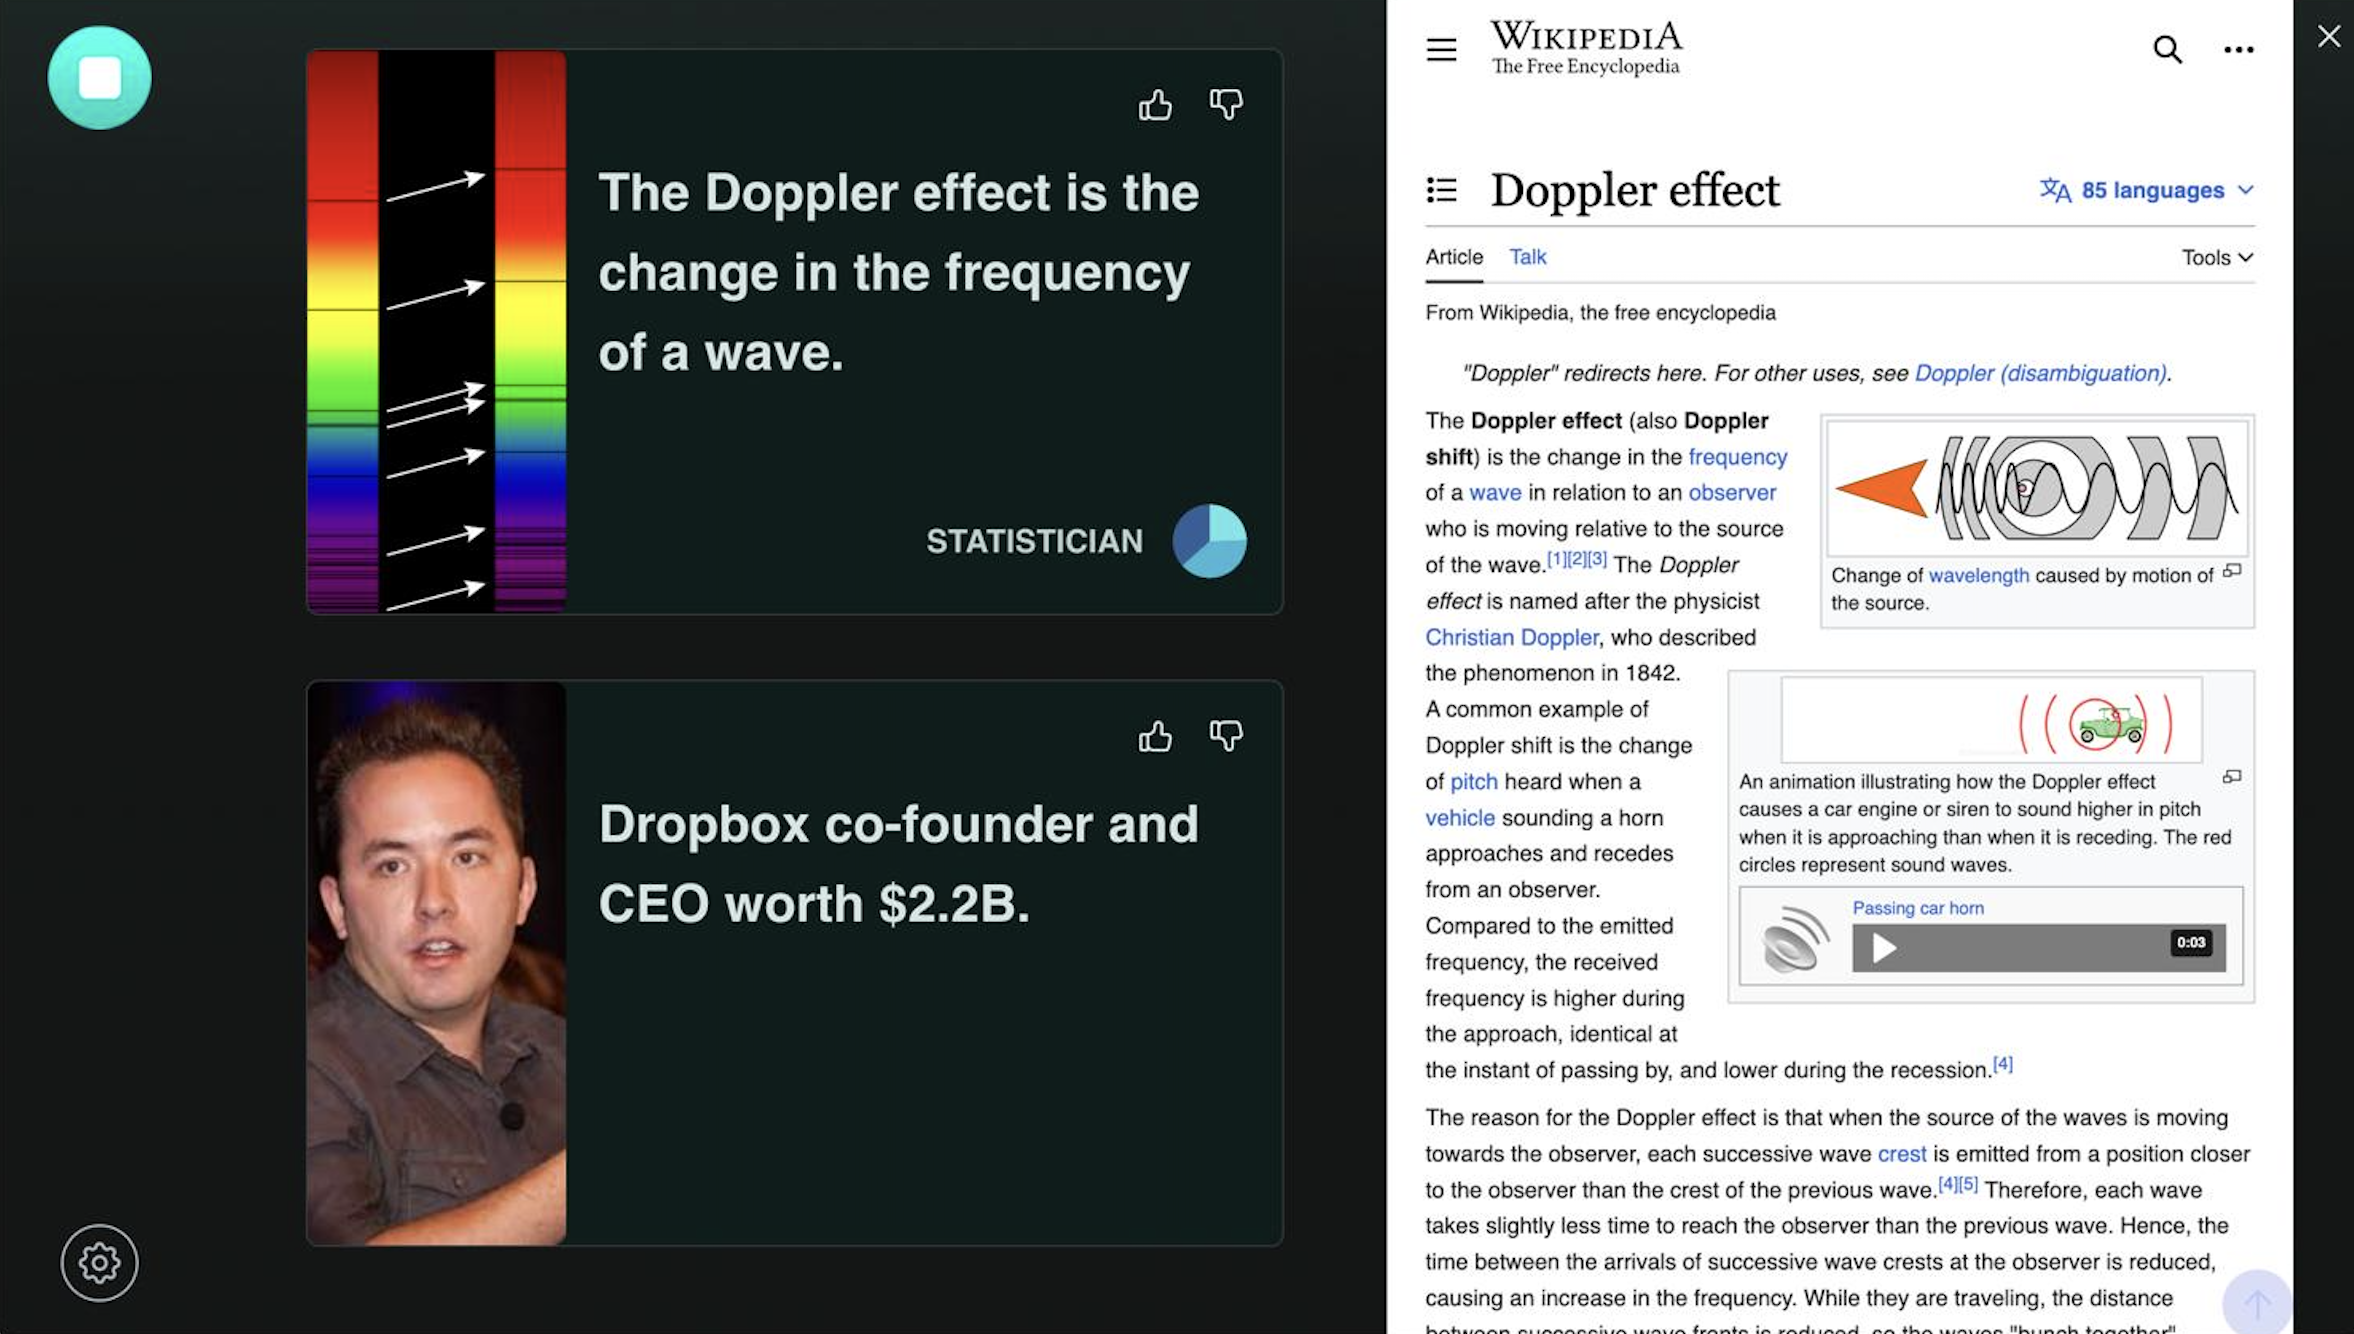 The Doppler effect is the
change in the frequency
of a wave.
STATISTICIAN
Dropbox co-founder and
CEO worth $2.2B.
WIKIPEDIA
The Free Encyclopedia
Doppler effect
85 languages
Article Talk
Tools
From Wikipedia, the free encyclopedia
"Doppler" redirects here. For other uses, see Doppler (disambiguation).
The Doppler effect (also Doppler
shift) is the change in the frequency
of a wave in relation to an observer
who is moving relative to the source
of the wave.[1][2][3] The Doppler
effect is named after the physicist
Christian Doppler, who described
the phenomenon in 1842.
A common example of
Doppler shift is the change
of pitch heard when a
vehicle sounding a horn
approaches and recedes
from an observer.
Compared to the emitted
frequency, the received
frequency is higher during
the approach, identical at
the instant of passing by, and lower during the recession.[4]
Change of wavelength caused by motion of
the source.
An animation illustrating how the Doppler effect
causes a car engine or siren to sound higher in pitch
when it is approaching than when it is receding. The red
circles represent sound waves.
Passing car horn
0:03
The reason for the Doppler effect is that when the source of the waves is moving
towards the observer, each successive wave crest is emitted from a position closer
to the observer than the crest of the previous wave.[4][5] Therefore, each wave
takes slightly less time to reach the observer than the previous wave. Hence, the
time between the arrivals of successive wave crests at the observer is reduced,
causing an increase in the frequency. While they are traveling, the distance
between successive wave fronts is reduced, so the waves "bunch together".